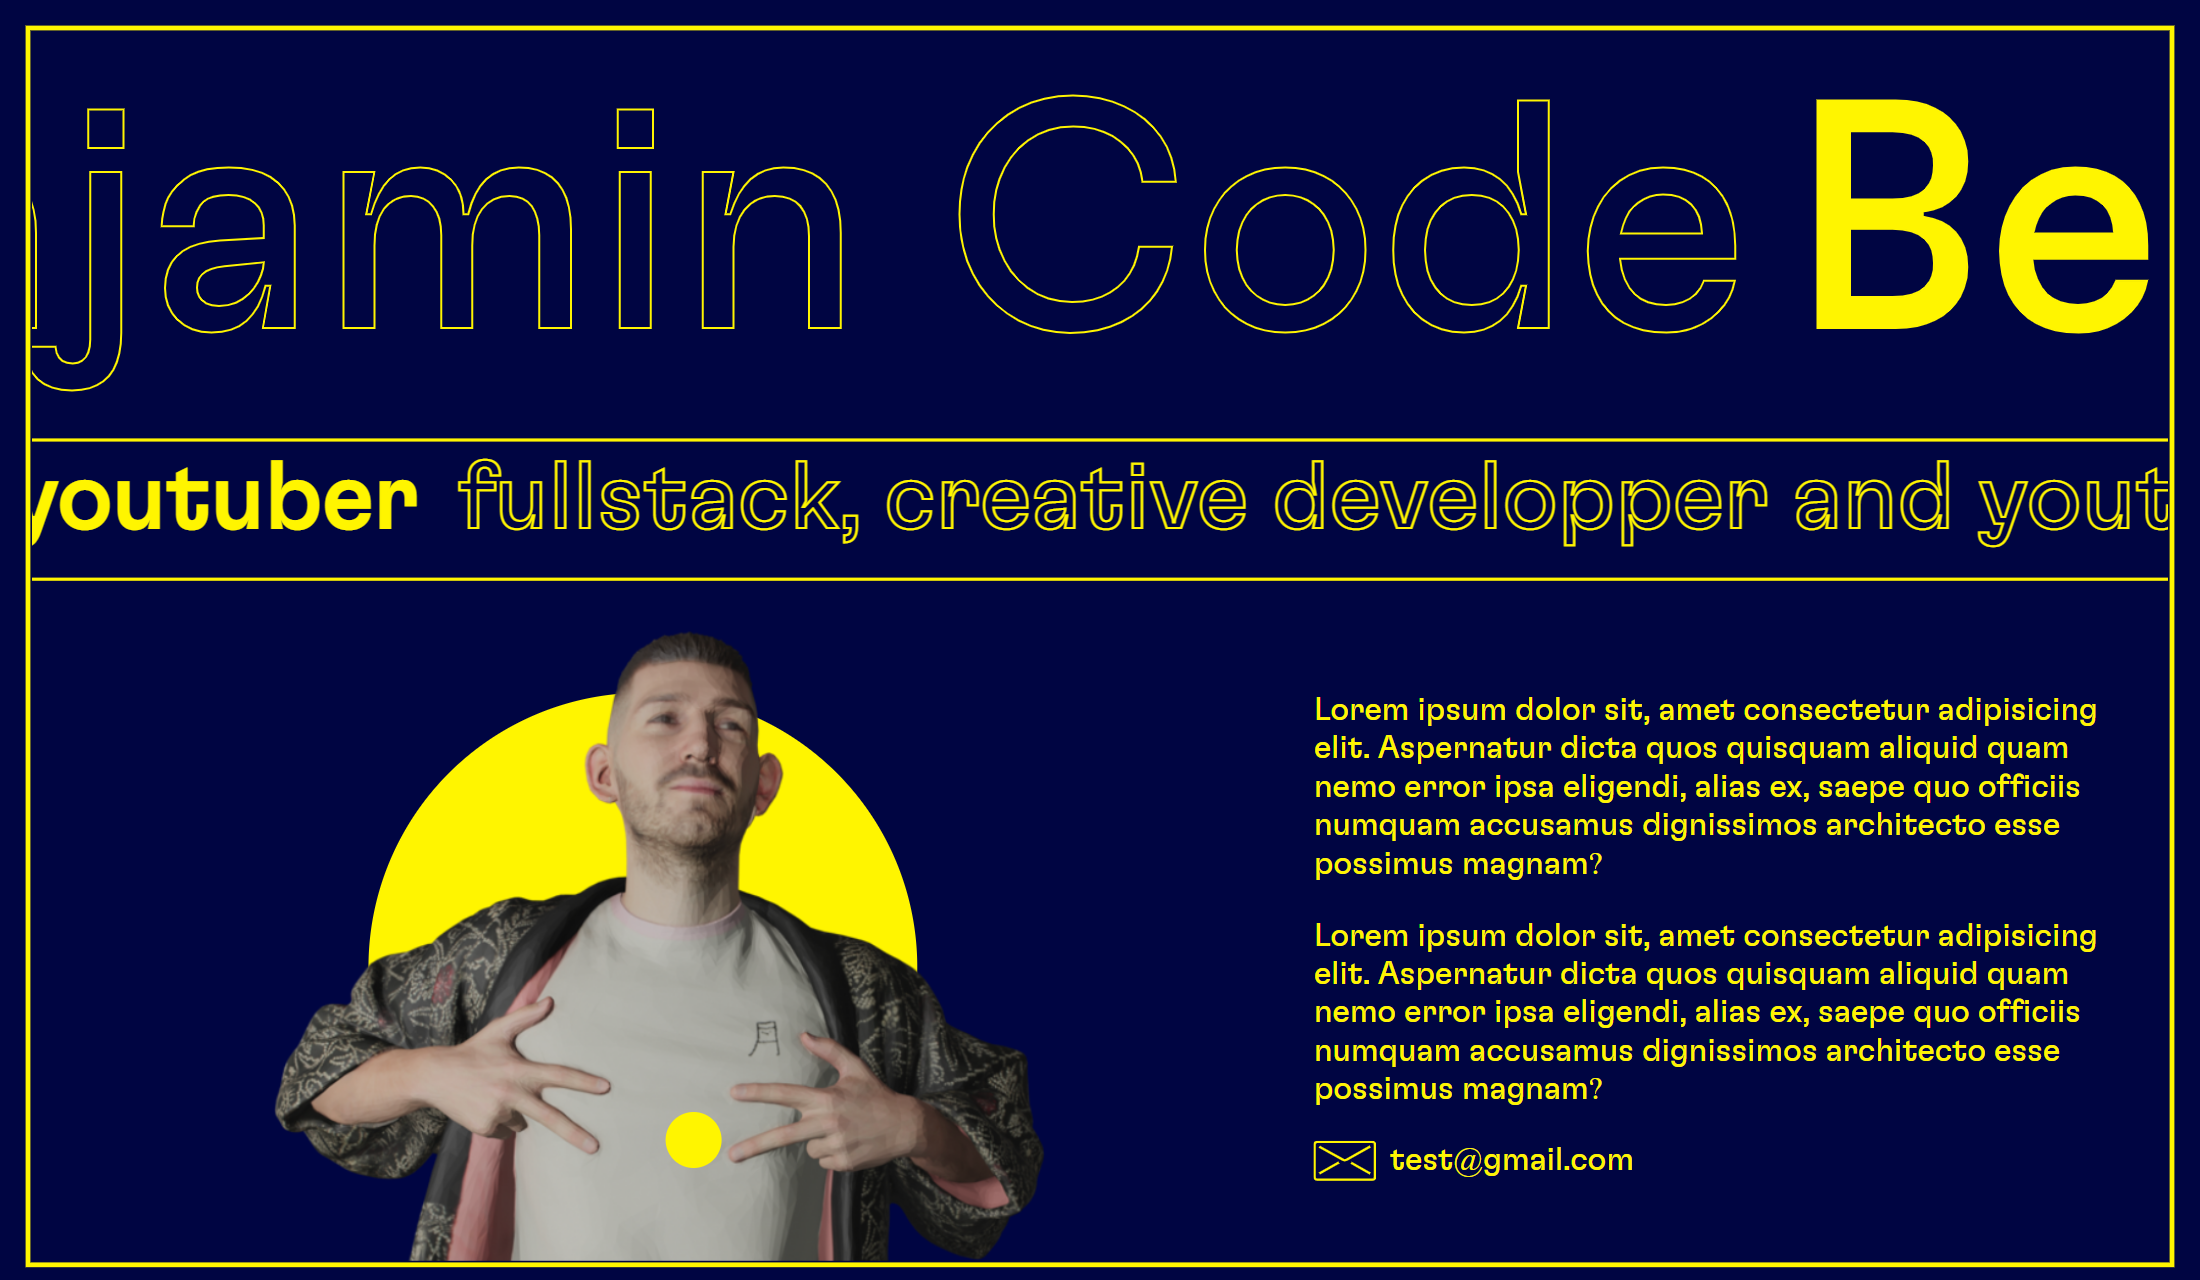 jamin Code Be
youtuber fullstack, creative developper and yout
Lorem ipsum dolor sit, amet consectetur adipisicing
elit. Aspernatur dicta quos quisquam aliquid quam
nemo error ipsa eligendi, alias ex, saepe quo officiis
numquam accusamus dignissimos architecto esse
possimus magnam?
Lorem ipsum dolor sit, amet consectetur adipisicing
elit. Aspernatur dicta quos quisquam aliquid quam
nemo error ipsa eligendi, alias ex, saepe quo officiis
numquam accusamus dignissimos architecto esse
possimus magnam?
test@gmail.com